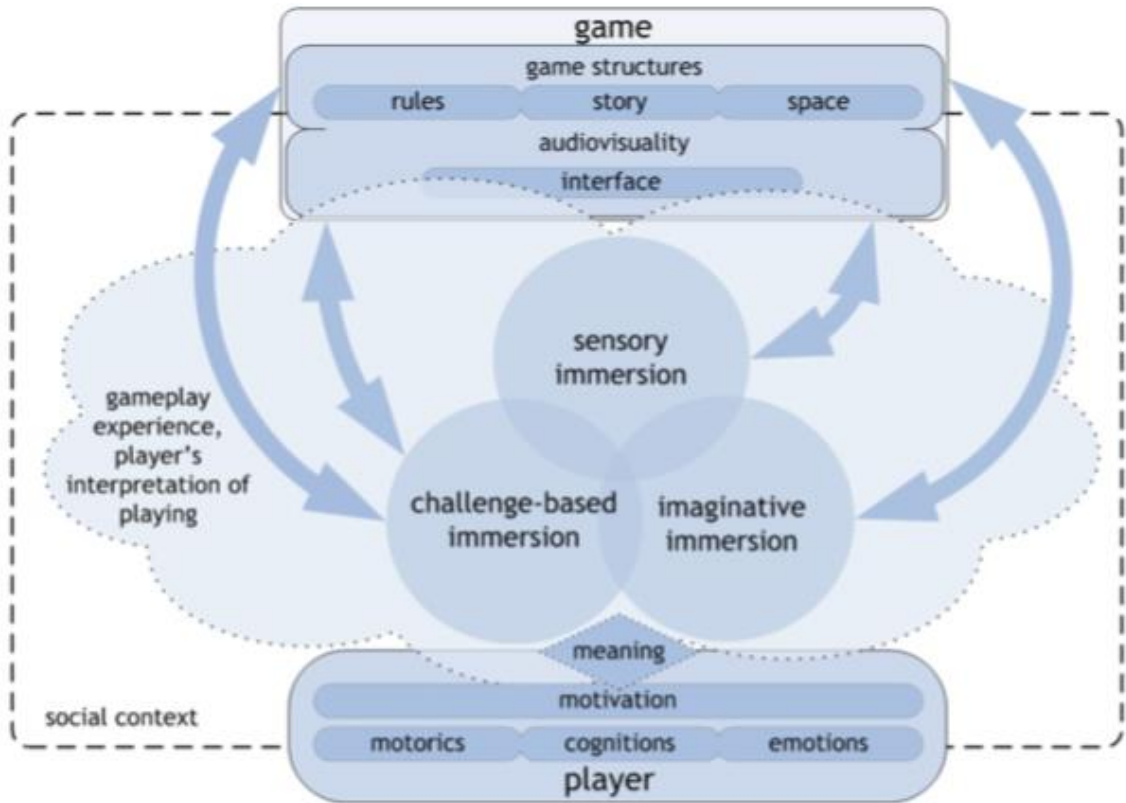 game
game structures
rules story space
audiovisuality
interface
sensory
immersion
gameplay
experience,
player's
interpretation of
playing
challenge-based
immersion
imaginative
immersion
meaning
social context
motivation
motorics cognitions emotions
player